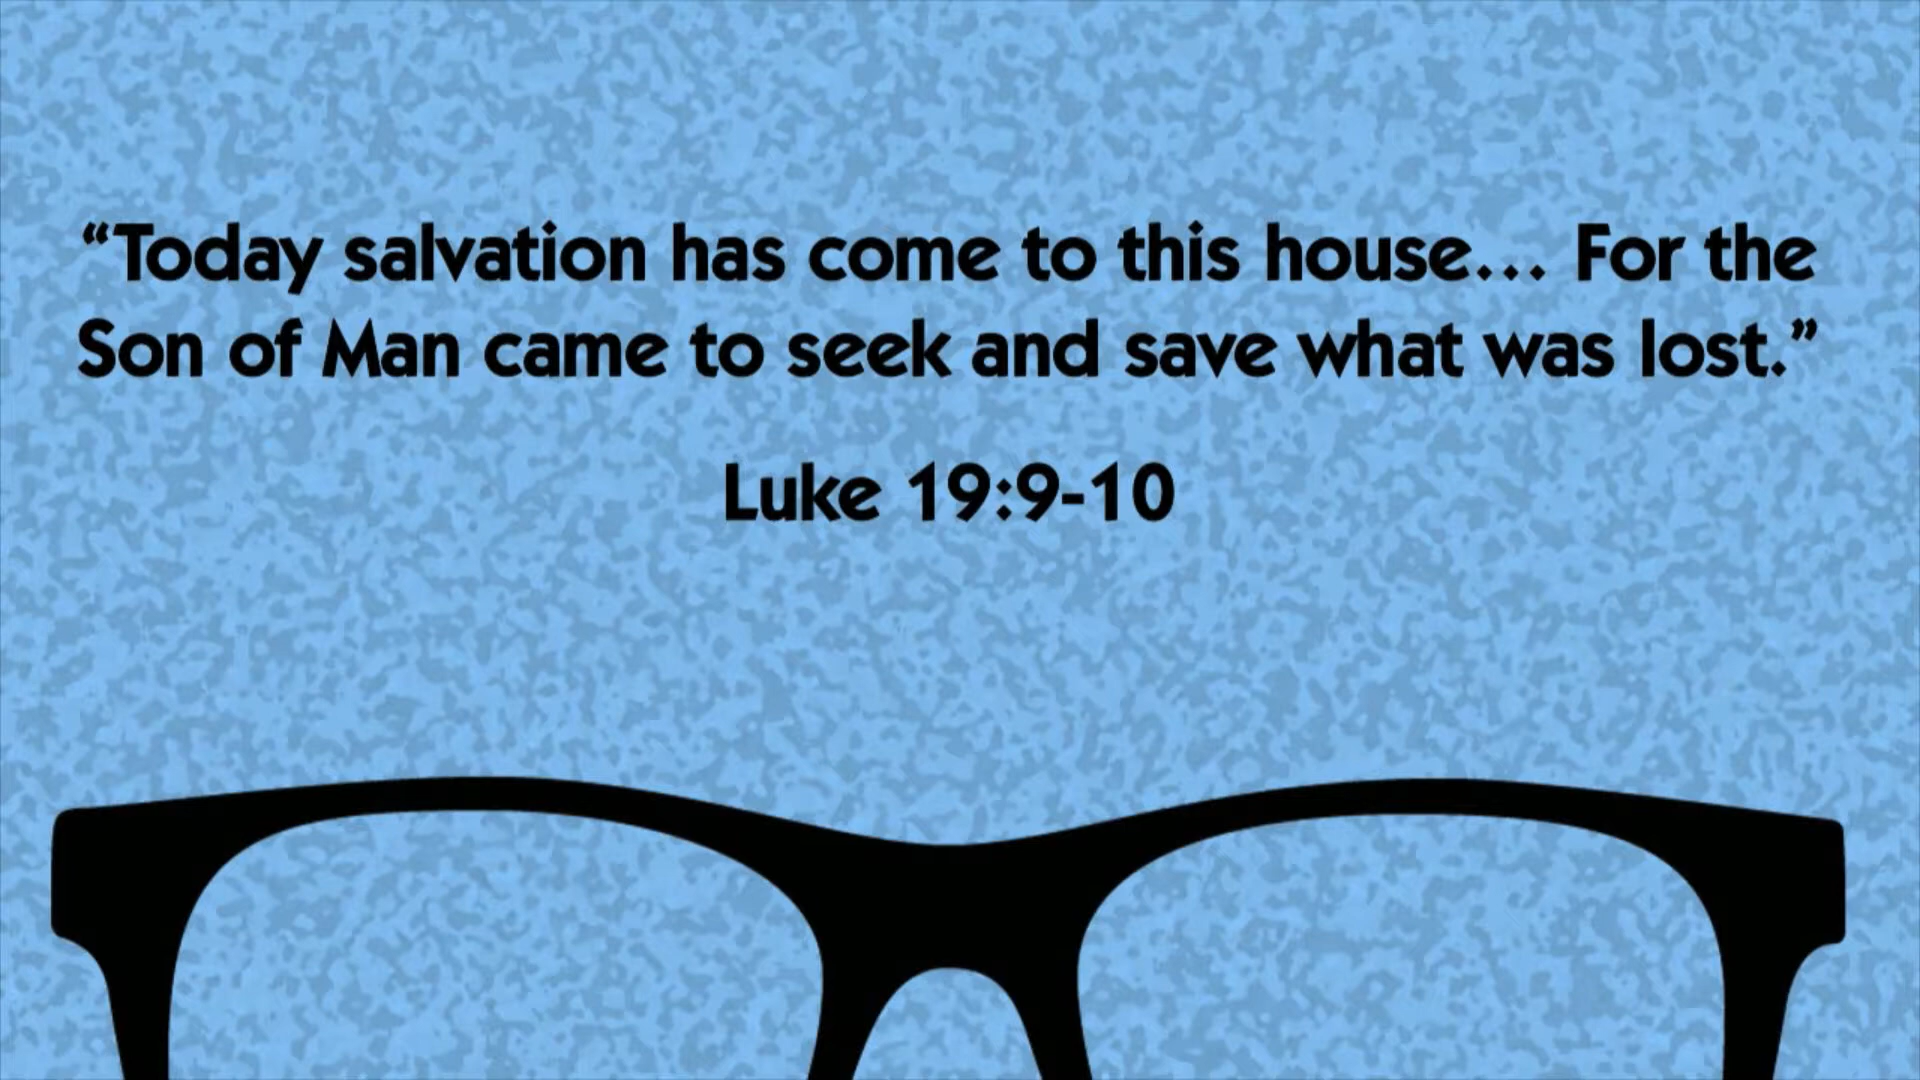 “Today salvation has come to this house… For the
Son of Man came to seek and save what was lost.”
Luke 19:9-10